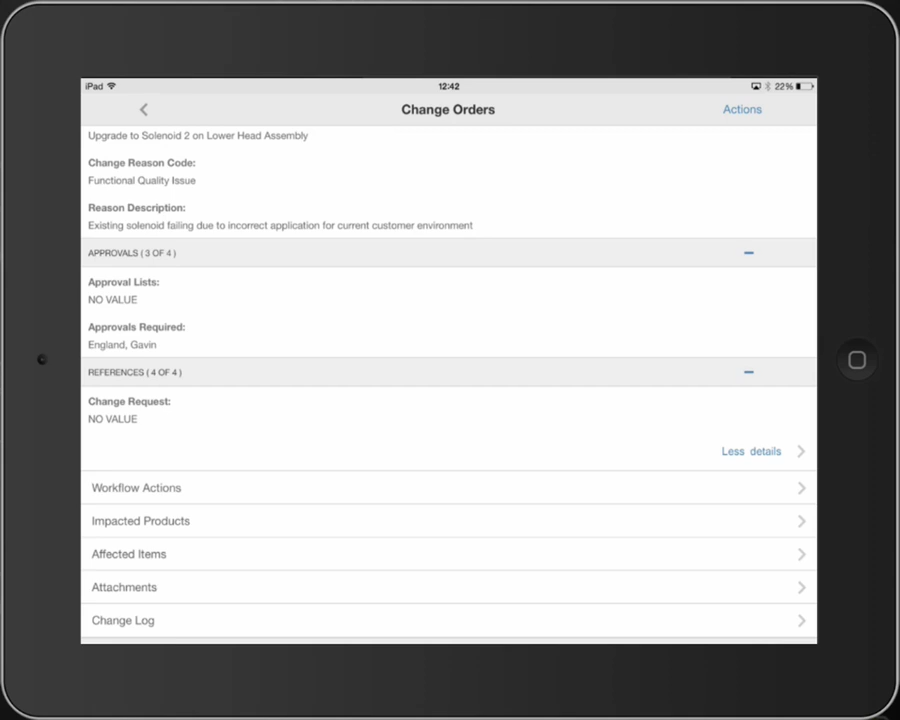 iPad 12:42 22%
Change Orders Actions
Upgrade to Solenoid 2 on Lower Head Assembly
Change Reason Code:
Functional Quality Issue
Reason Description:
Existing solenoid failing due to incorrect application for current customer environment
APPROVALS ( 3 OF 4 )
Approval Lists:
NO VALUE
Approvals Required:
England, Gavin
REFERENCES ( 4 OF 4 )
Change Request:
NO VALUE
Less details
Workflow Actions
Impacted Products
Affected Items
Attachments
Change Log